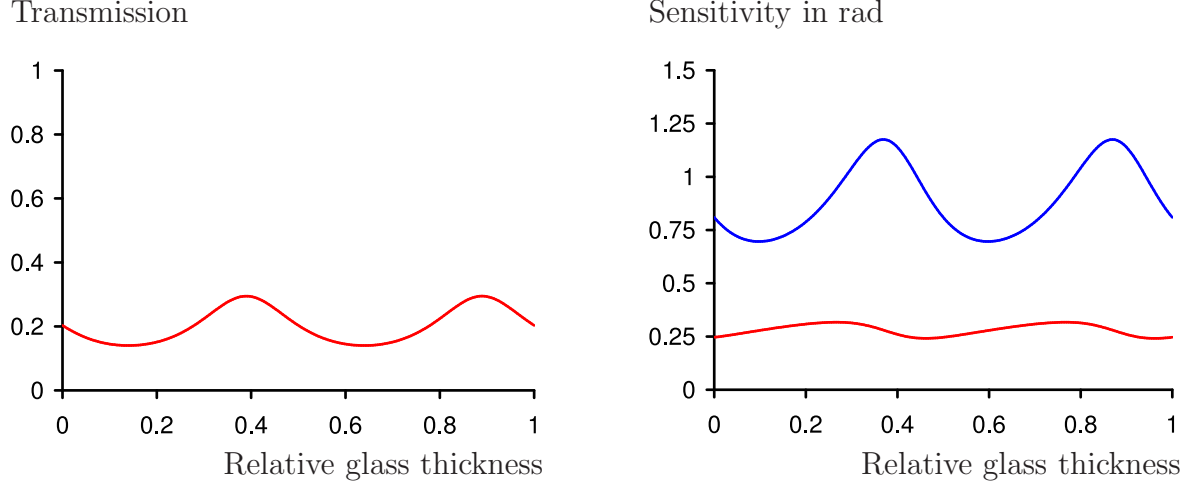 Transmission
1
0.8
0.6
0.4
0.2
0
0 0.2 0.4 0.6 0.8 1
Relative glass thickness
Sensitivity in rad
1.5
1.25
1
0.75
0.5
0.25
0
0 0.2 0.4 0.6 0.8 1
Relative glass thickness